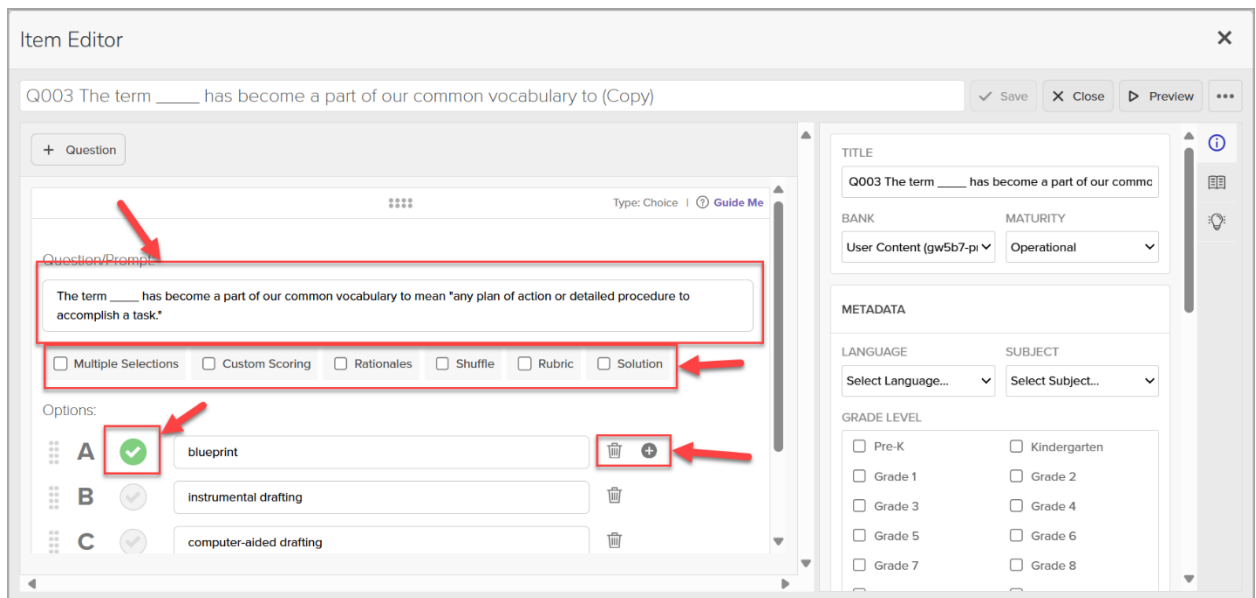 Item Editor
Q003 The term _____ has become a part of our common vocabulary to (Copy)
Save
Close
Preview
+ Question
Type: Choice | Guide Me
Question/Prompt:
The term ____ has become a part of our common vocabulary to mean "any plan of action or detailed procedure to
accomplish a task."
Multiple Selections Custom Scoring Rationales Shuffle Rubric Solution
Options:
A blueprint
B instrumental drafting
C computer-aided drafting
TITLE
Q003 The term ____ has become a part of our commo
BANK MATURITY
User Content (gw5b7-pr Operational
METADATA
LANGUAGE SUBJECT
Select Language... Select Subject...
GRADE LEVEL
Pre-K Kindergarten
Grade 1 Grade 2
Grade 3 Grade 4
Grade 5 Grade 6
Grade 7 Grade 8